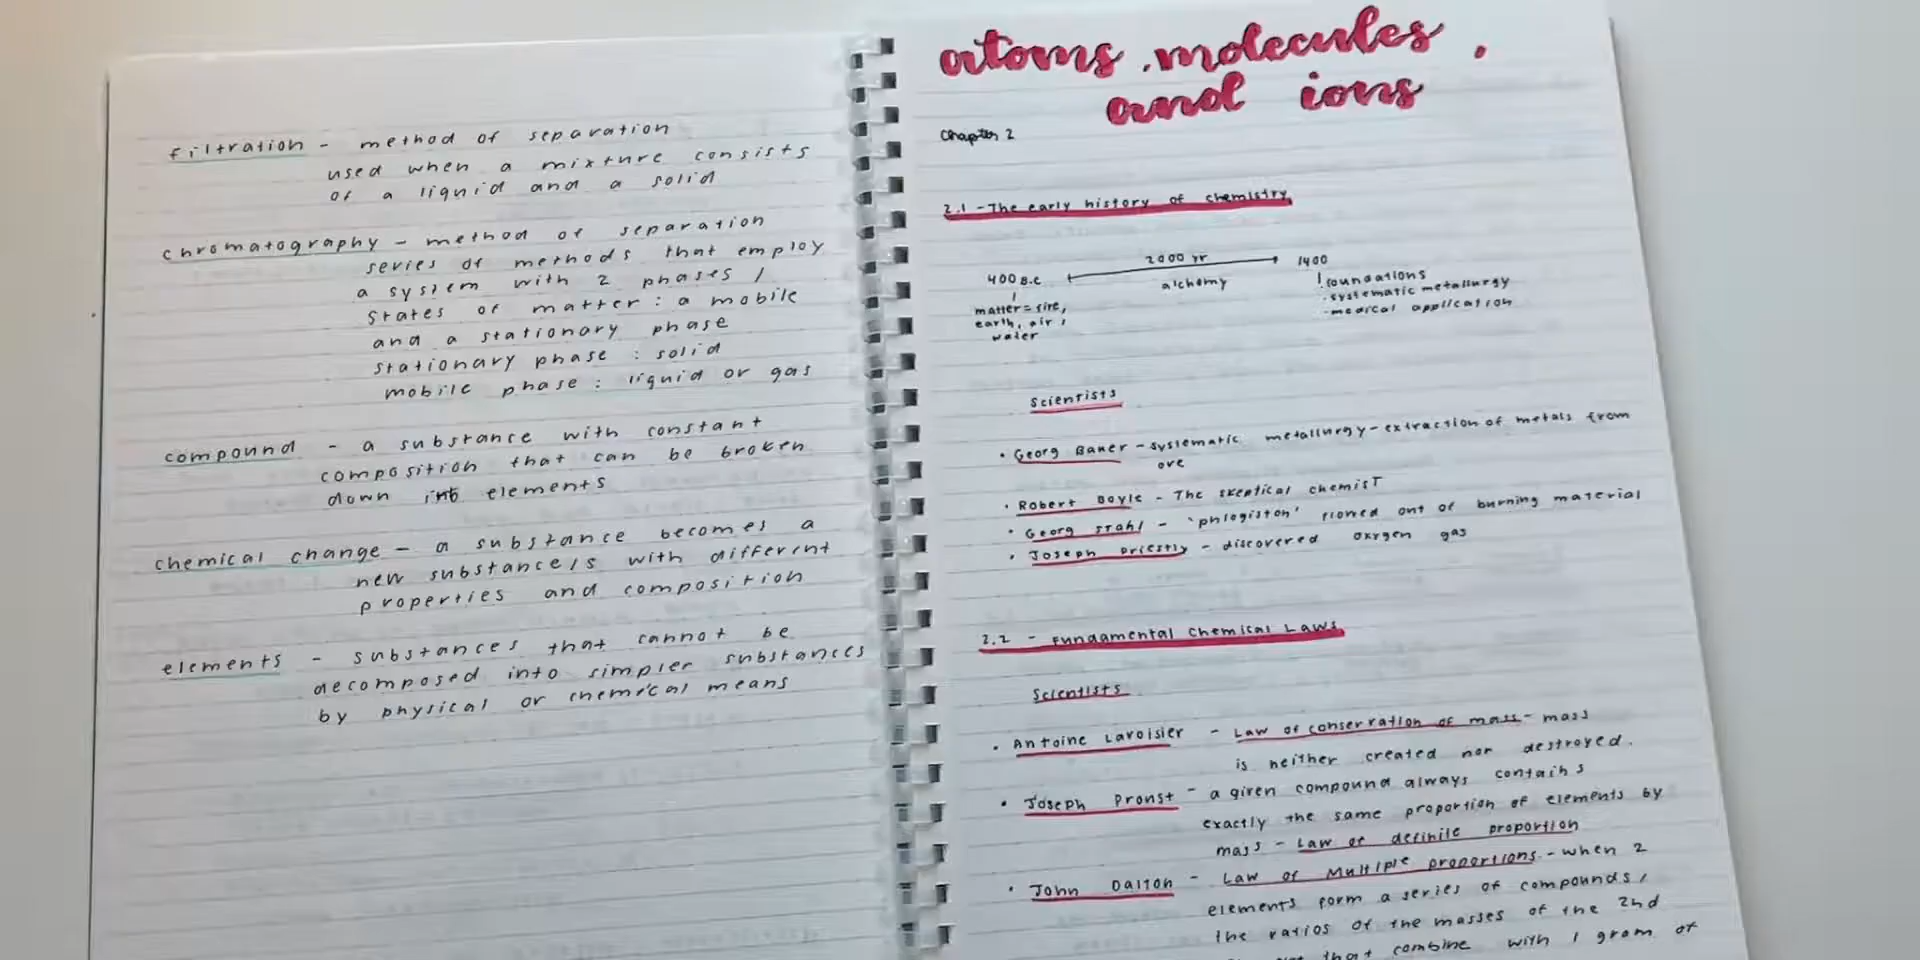 filtration - method of separation
used when a mixture consists
of a liquid and a solid
chromatography - method of separation
series of methods that employ
a system with 2 phases /
states of matter : a mobile
and a stationary phase
stationary phase : solid
mobile phase : liquid or gas
compound - a substance with constant
composition that can be broken
down into elements
chemical change - a substance becomes a
new substance/s with different
properties and composition
elements - substances that cannot be
decomposed into simpler substances
by physical or chemical means
atoms, molecules,
and ions
Chapter 2
2.1 - The early history of chemistry
400 B.C 2000 yr 1400
alchemy
matter = fire,
earth, air,
water
foundations
· systematic metallurgy
· medical application
Scientists
· Georg Bauer - systematic metallurgy - extraction of metals from
ore
· Robert Boyle - The skeptical chemist
· Georg Stahl - 'phlogiston' flowed out of burning material
· Joseph Priestly - discovered oxygen gas
2.2 - Fundamental Chemical Laws
Scientists
· Antoine Lavoisier - Law of conservation of mass - mass
is neither created nor destroyed.
· Joseph Proust - a given compound always contains
exactly the same proportion of elements by
mass - Law of definite proportion
· John Dalton - Law of Multiple proportions - when 2
elements form a series of compounds,
the ratios of the masses of the 2nd
that combine with 1 gram of